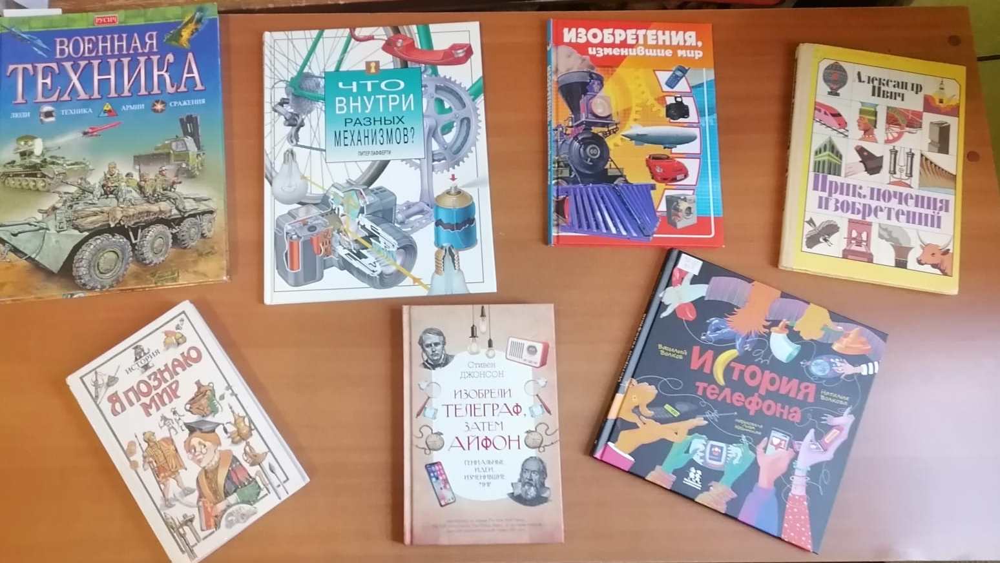 РУСИЧ
ВОЕННАЯ
ТЕХНИКА
ЛЮДИ ТЕХНИКА АРМИИ СРАЖЕНИЯ
ЧТО
ВНУТРИ
РАЗНЫХ
МЕХАНИЗМОВ?
ПИТЕР ЛАФФЕРТИ
ИЗОБРЕТЕНИЯ,
изменившие мир
Александр
Ивич
Приключения
изобретений
ИСТОРИЯ
Я ПОЗНАЮ
МИР
Стивен
ДЖОНСОН
ИЗОБРЕЛИ
ТЕЛЕГРАФ,
ЗАТЕМ
АЙФОН
ГЕНИАЛЬНЫЕ
ИДЕИ,
ИЗМЕНИВШИЕ
МИР
Василий
Волков
История
телефона
Наталия
Волкова
нарисовала
Лиза